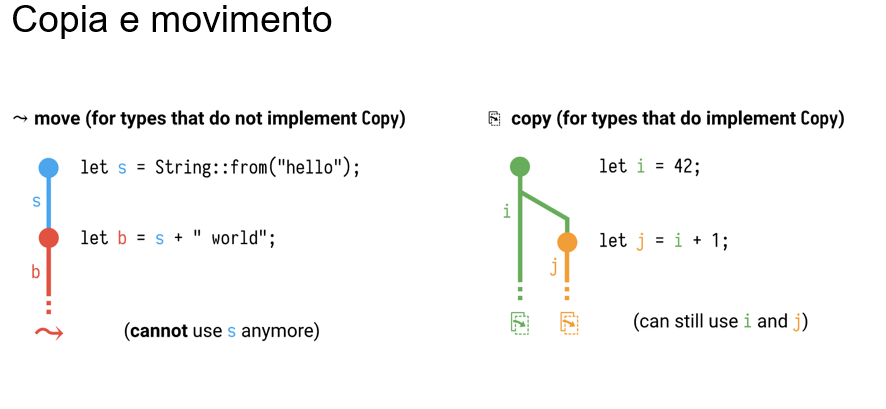 Copia e movimento
⤳ move (for types that do not implement Copy)
let s = String::from("hello");
s
let b = s + " world";
b
(cannot use s anymore)
⎘ copy (for types that do implement Copy)
let i = 42;
i
let j = i + 1;
j
(can still use i and j)